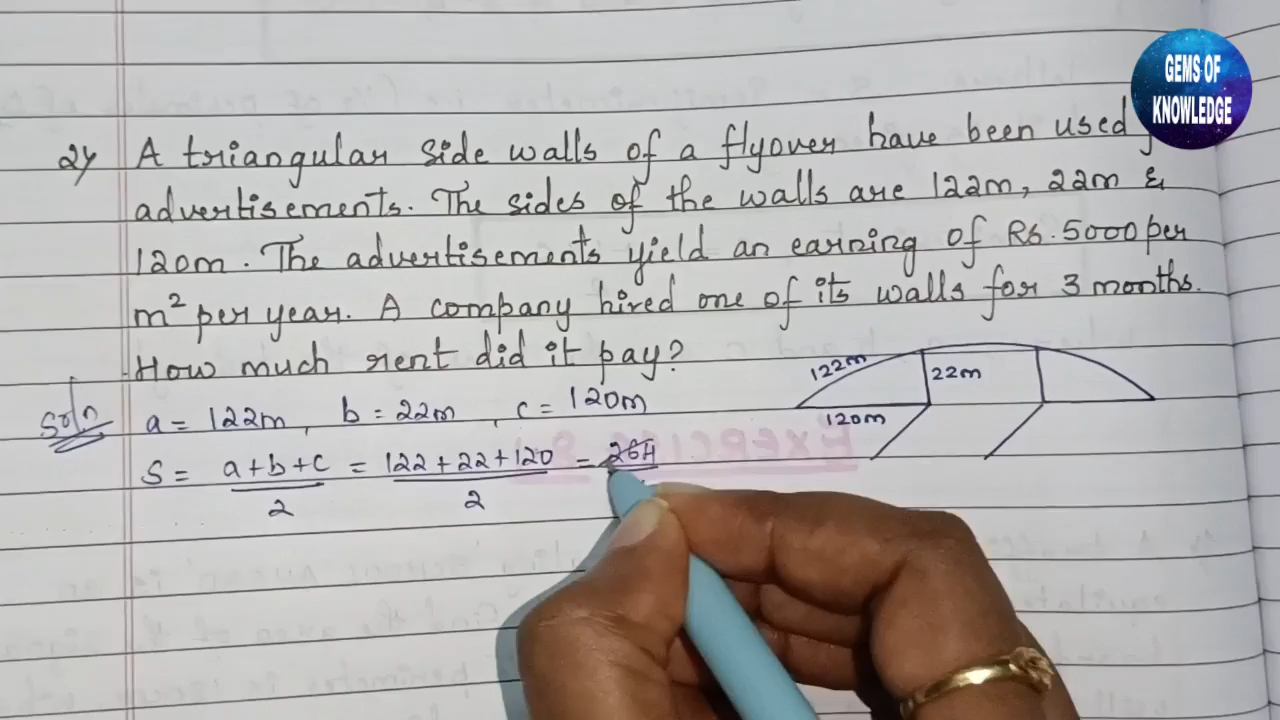 GEMS OF
KNOWLEDGE
2) A triangular side walls of a flyover have been used
advertisements. The sides of the walls are 122m, 22m &
120m. The advertisements yield an earning of Rs. 5000 per
m² per year. A company hired one of its walls for 3 months.
How much rent did it pay?
Soln
a = 122m, b = 22m, c = 120m
122m
22m
120m
S = a+b+c/2 = 122+22+120/2 = 264
EXERCISE